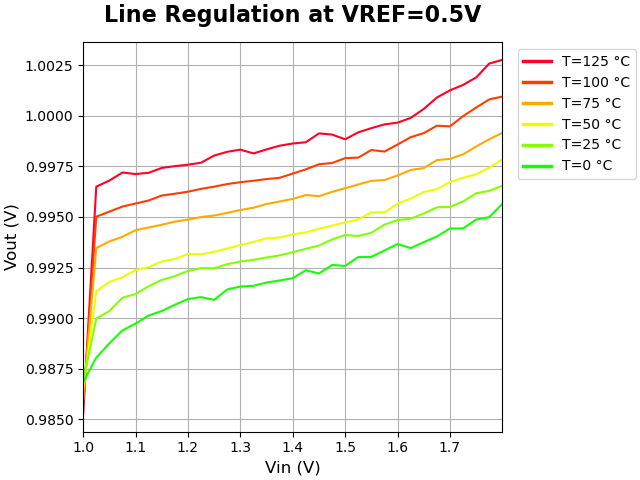 Line Regulation at VREF=0.5V
1.0025
1.0000
0.9975
0.9950
0.9925
0.9900
0.9875
0.9850
Vout (V)
1.0 1.1 1.2 1.3 1.4 1.5 1.6 1.7
Vin (V)
T=125 °C
T=100 °C
T=75 °C
T=50 °C
T=25 °C
T=0 °C